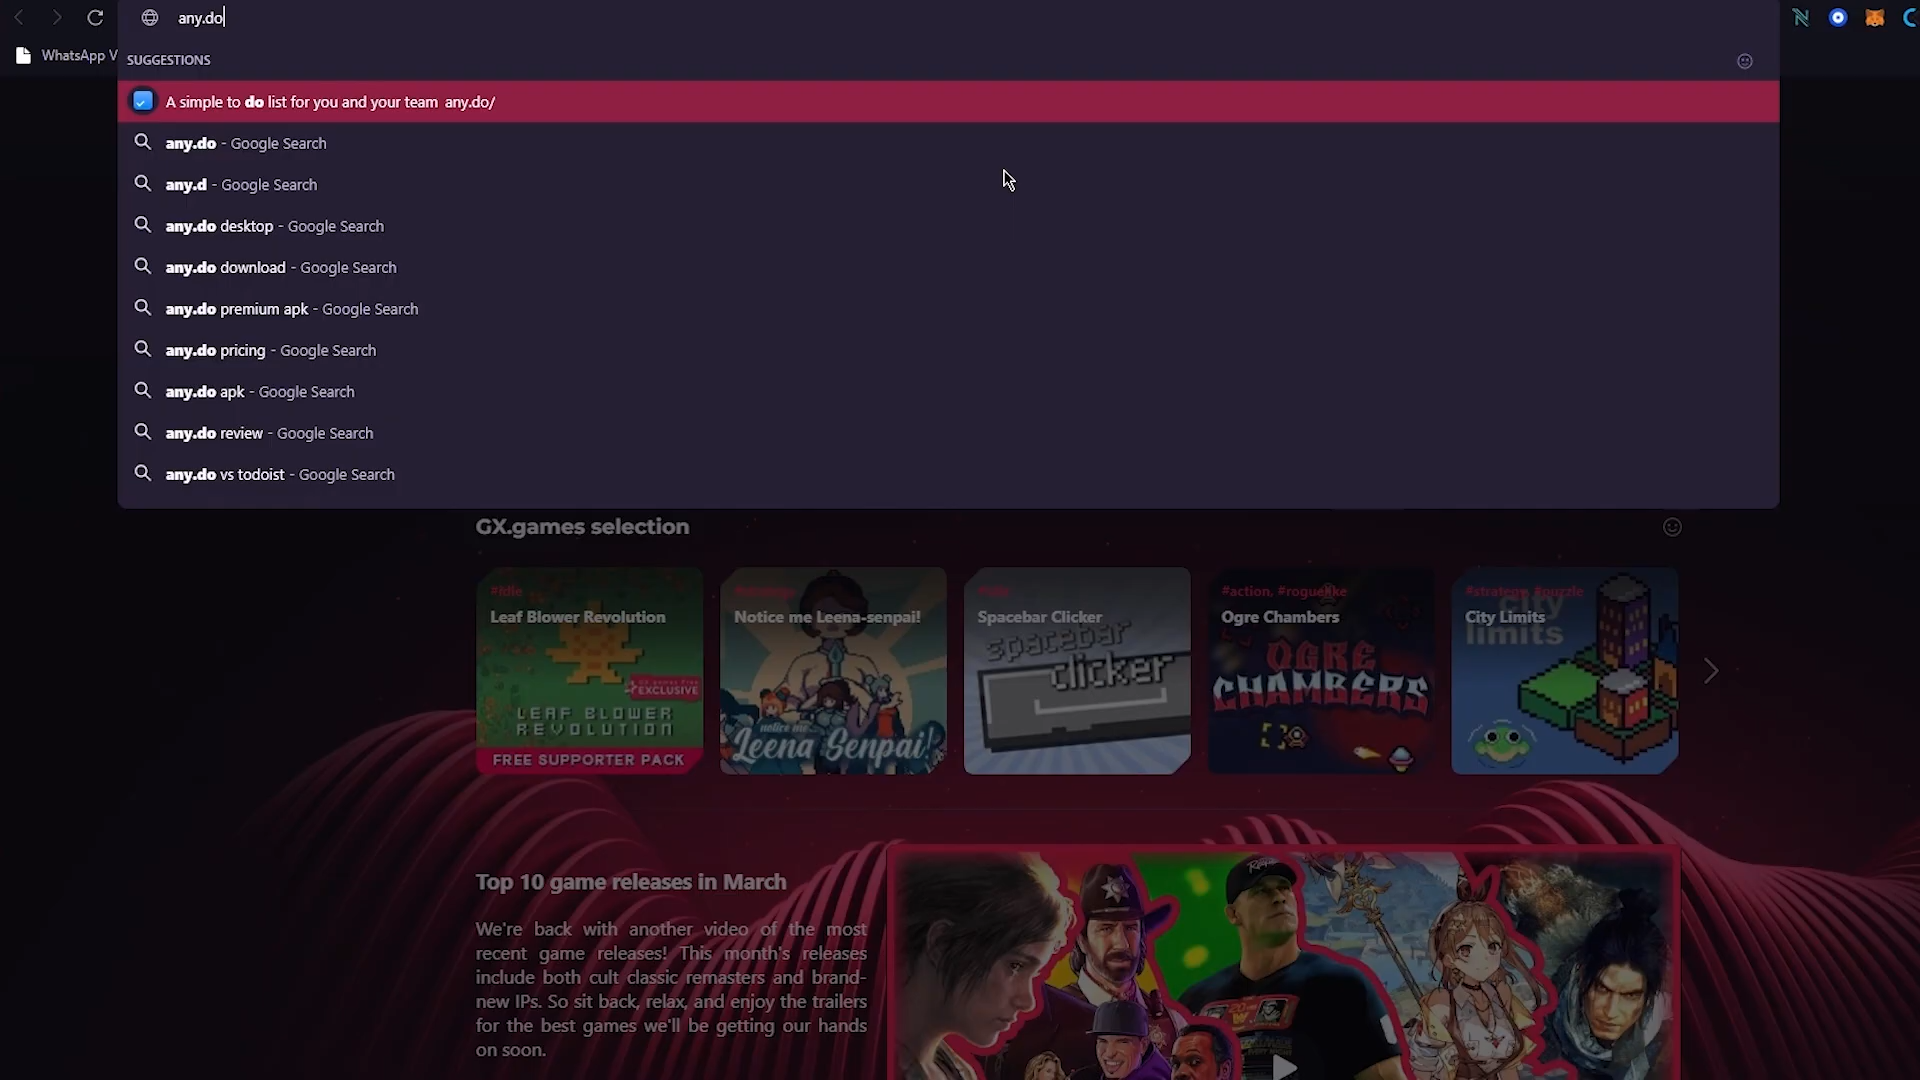 any.do
WhatsApp V
SUGGESTIONS
A simple to do list for you and your team any.do/
any.do - Google Search
any.d - Google Search
any.do desktop - Google Search
any.do download - Google Search
any.do premium apk - Google Search
any.do pricing - Google Search
any.do apk - Google Search
any.do review - Google Search
any.do vs todoist - Google Search
GX.games selection
#idle
Leaf Blower Revolution
EXCLUSIVE
LEAF BLOWER
REVOLUTION
FREE SUPPORTER PACK
Notice me Leena-senpai!
notice me
Leena Senpai!
Spacebar Clicker
spacebar
clicker
#action, #roguelike
Ogre Chambers
OGRE
CHAMBERS
#strategy, #puzzle
City Limits
city
limits
Top 10 game releases in March
We're back with another video of the most
recent game releases! This month's releases
include both cult classic remasters and brand-
new IPs. So sit back, relax, and enjoy the trailers
for the best games we'll be getting our hands
on soon.